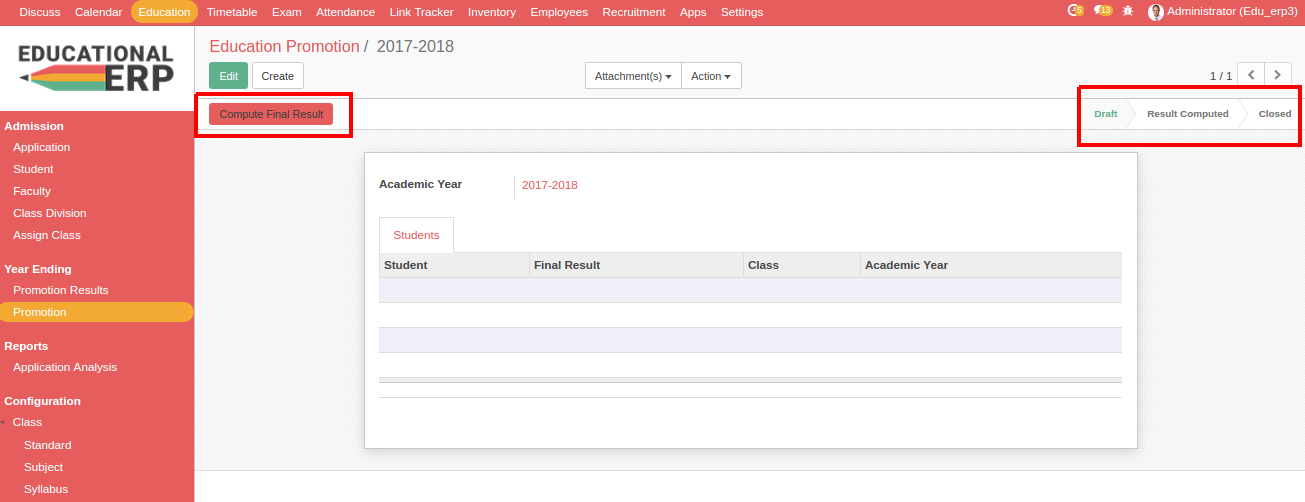 Discuss Calendar Education Timetable Exam Attendance Link Tracker Inventory Employees Recruitment Apps Settings 5 13 Administrator (Edu_erp3)
EDUCATIONAL
ERP
Education Promotion / 2017-2018
Edit Create Attachment(s) Action 1 / 1
Compute Final Result Draft Result Computed Closed
Admission
Application
Student
Faculty
Class Division
Assign Class
Year Ending
Promotion Results
Promotion
Reports
Application Analysis
Configuration
Class
Standard
Subject
Syllabus
Academic Year 2017-2018
Students
Student Final Result Class Academic Year